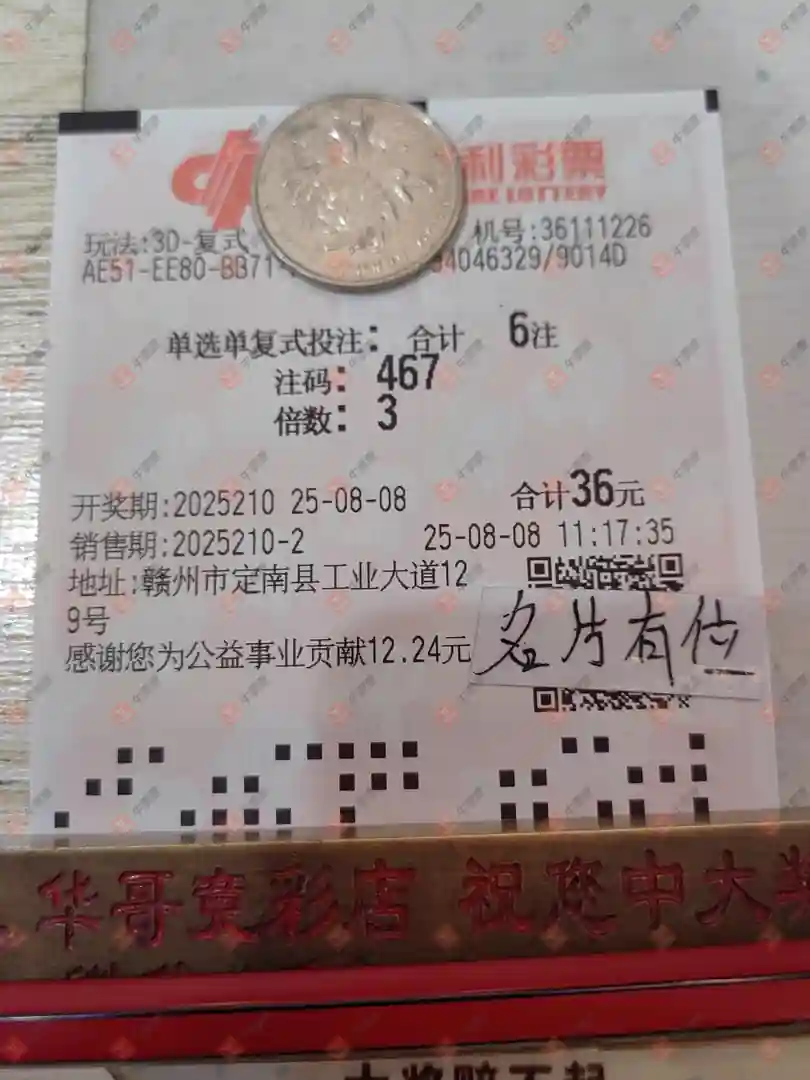 利彩票
玩法:3D-复式 机号:36111226
AE51-EE80-BB71 34046329/9014D
单选单复式投注: 合计 6注
注码: 467
倍数: 3
开奖期:2025210 25-08-08 合计36元
销售期:2025210-2 25-08-08 11:17:35
地址:赣州市定南县工业大道12
9号
感谢您为公益事业贡献12.24元
名片有位
华哥竞彩店 祝您中大奖